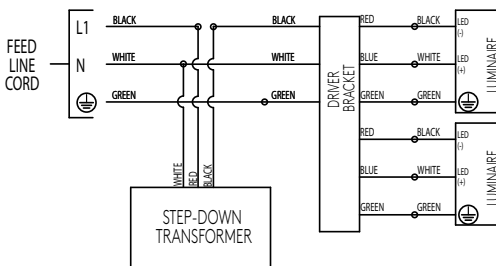 FEED
LINE
CORD
L1
N
BLACK
WHITE
GREEN
BLACK
WHITE
GREEN
WHITE
RED
BLACK
STEP-DOWN
TRANSFORMER
DRIVER
BRACKET
RED
BLACK
BLUE
WHITE
GREEN
GREEN
LED
(-)
LED
(+)
LUMINAIRE
RED
BLACK
BLUE
WHITE
GREEN
GREEN
LED
(-)
LED
(+)
LUMINAIRE